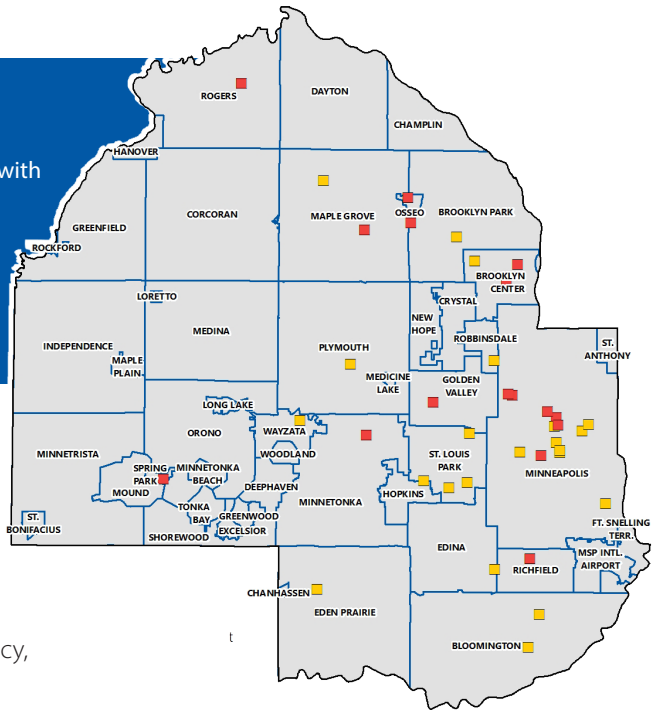 ROGERS
DAYTON
CHAMPLIN
HANOVER
with
CORCORAN
MAPLE GROVE
OSSEO
BROOKLYN PARK
GREENFIELD
ROCKFORD
BROOKLYN
CENTER
LORETTO
CRYSTAL
NEW
HOPE
MEDINA
ROBBINSDALE
INDEPENDENCE
PLYMOUTH
ST.
ANTHONY
MAPLE
PLAIN
MEDICINE
LAKE
GOLDEN
VALLEY
LONG LAKE
ORONO
WAYZATA
MINNETRISTA
WOODLAND
ST. LOUIS
PARK
SPRING
PARK
MINNETONKA
BEACH
MINNEAPOLIS
MOUND
DEEPHAVEN
HOPKINS
MINNETONKA
TONKA
BAY
GREENWOOD
ST.
BONIFACIUS
EXCELSIOR
SHOREWOOD
FT. SNELLING
TERR.
EDINA
MSP INTL.
AIRPORT
RICHFIELD
CHANHASSEN
EDEN PRAIRIE
BLOOMINGTON
t
cy,